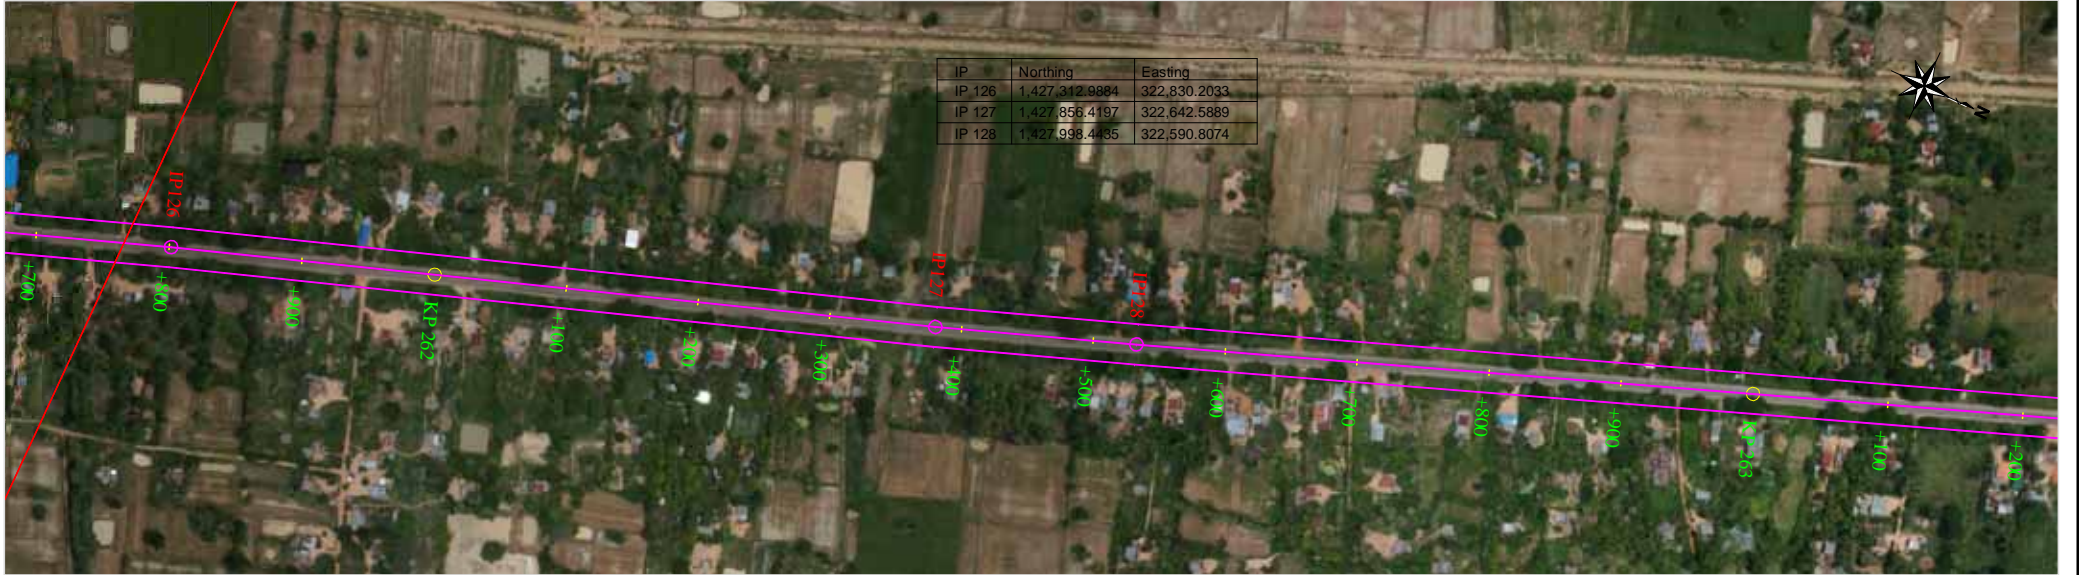 IP Northing Easting
IP 126 1,427,312.9884 322,830.2033
IP 127 1,427,856.4197 322,642.5889
IP 128 1,427,998.4435 322,590.8074
N
IP126
IP127
IP128
+700
+800
+900
KP 262
+100
+200
+300
+400
+500
+600
+700
+800
+900
KP 263
+100
+200